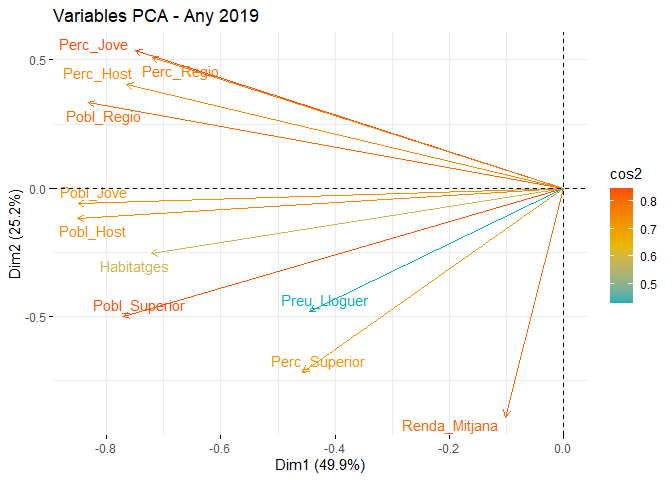 Variables PCA - Any 2019
Perc_Jove
Perc_Regio
Perc_Host
Pobl_Regio
Pobl_Jove
Pobl_Host
Habitatges
Pobl_Superior
Preu_Lloguer
Perc_Superior
Renda_Mitjana
0.5
0.0
-0.5
Dim2 (25.2%)
-0.8
-0.6
-0.4
-0.2
0.0
Dim1 (49.9%)
cos2
0.8
0.7
0.6
0.5